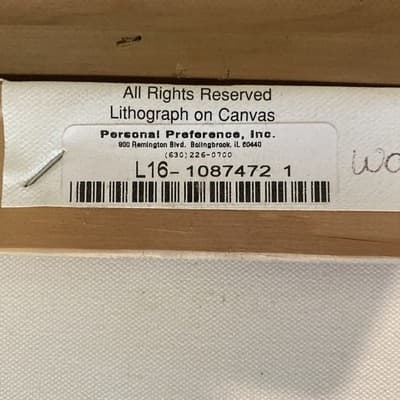 All Rights Reserved
Lithograph on Canvas
Personal Preference, Inc.
800 Remington Blvd. Bolingbrook, IL 60440
(630) 226-0700
L16-1087472 1